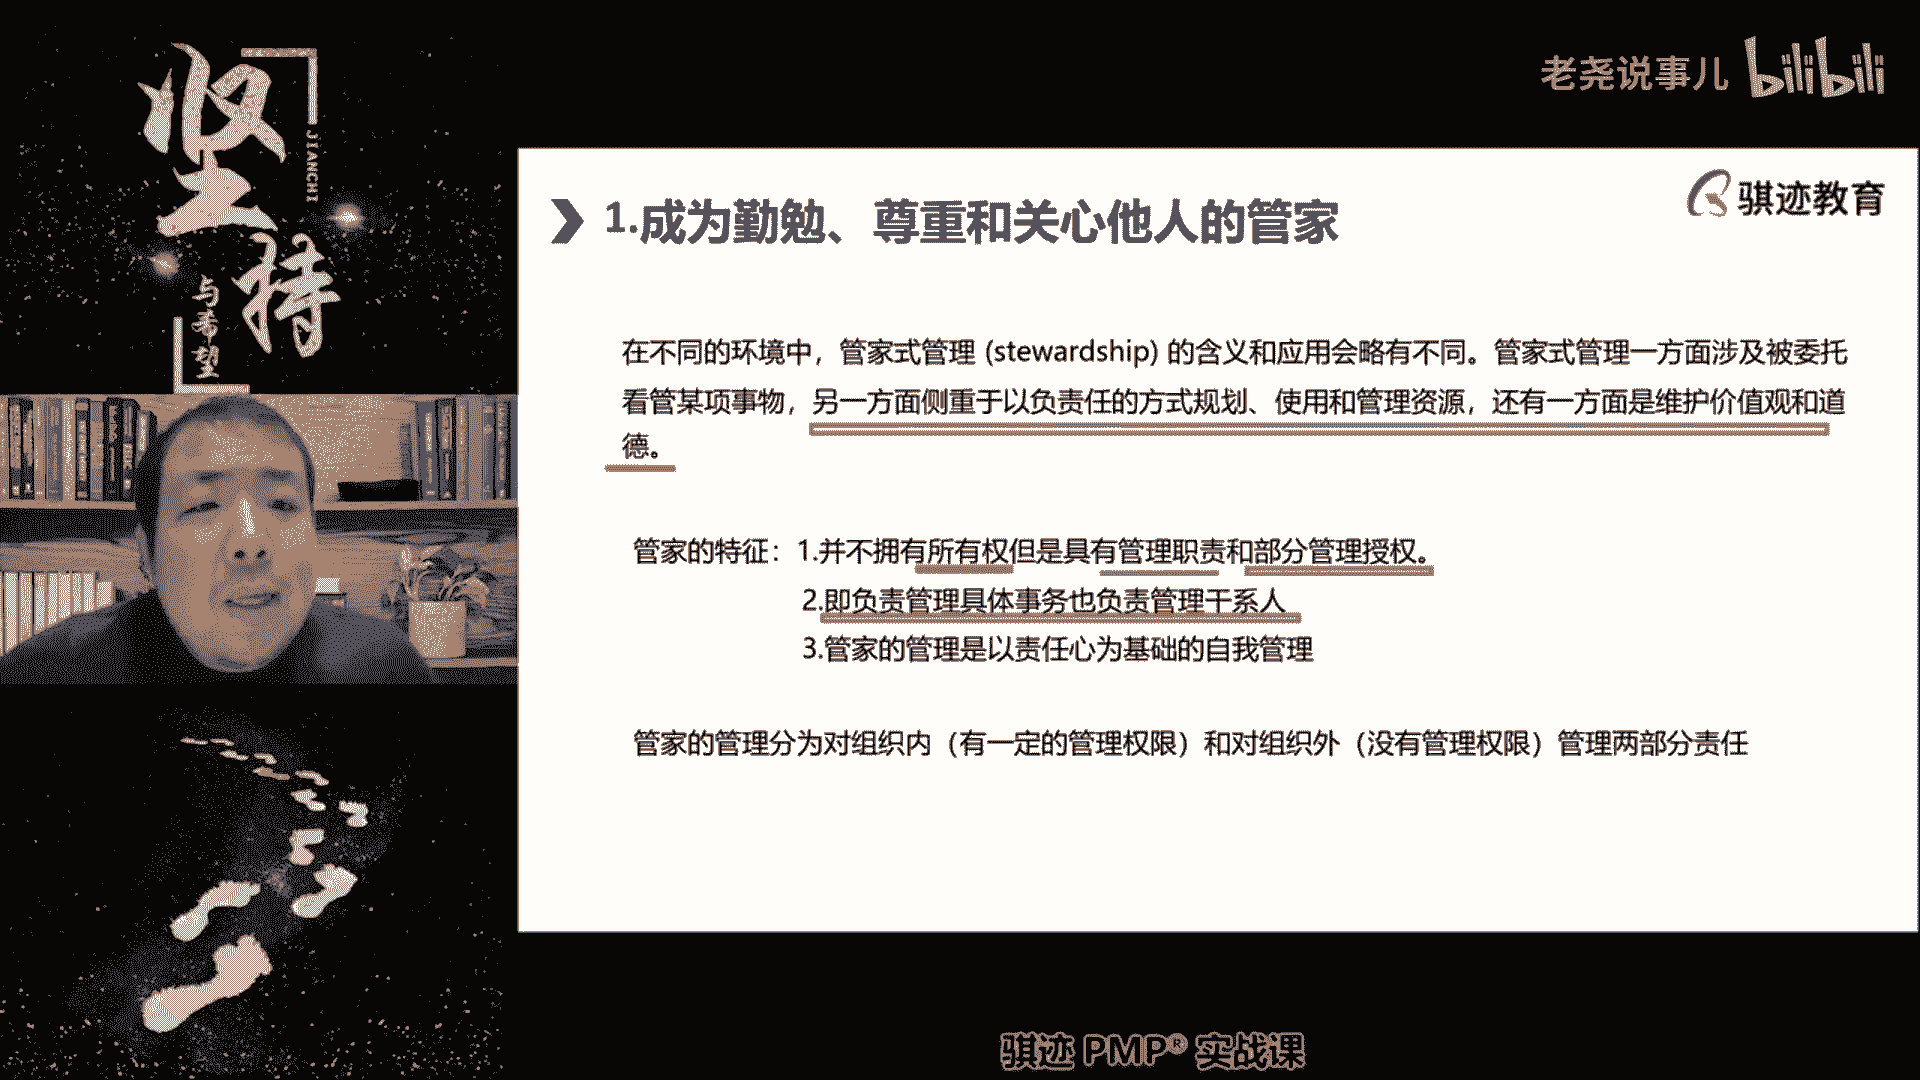 坚持
JIANCHI
与希望
老尧说事儿 bilibili
骐迹教育
1.成为勤勉、尊重和关心他人的管家
在不同的环境中，管家式管理 (stewardship) 的含义和应用会略有不同。管家式管理一方面涉及被委托
看管某项事物，另一方面侧重于以负责任的方式规划、使用和管理资源，还有一方面是维护价值观和道
德。
管家的特征：1.并不拥有所有权但是具有管理职责和部分管理授权。
2.即负责管理具体事务也负责管理干系人
3.管家的管理是以责任心为基础的自我管理
管家的管理分为对组织内（有一定的管理权限）和对组织外（没有管理权限）管理两部分责任
骐迹 PMP® 实战课